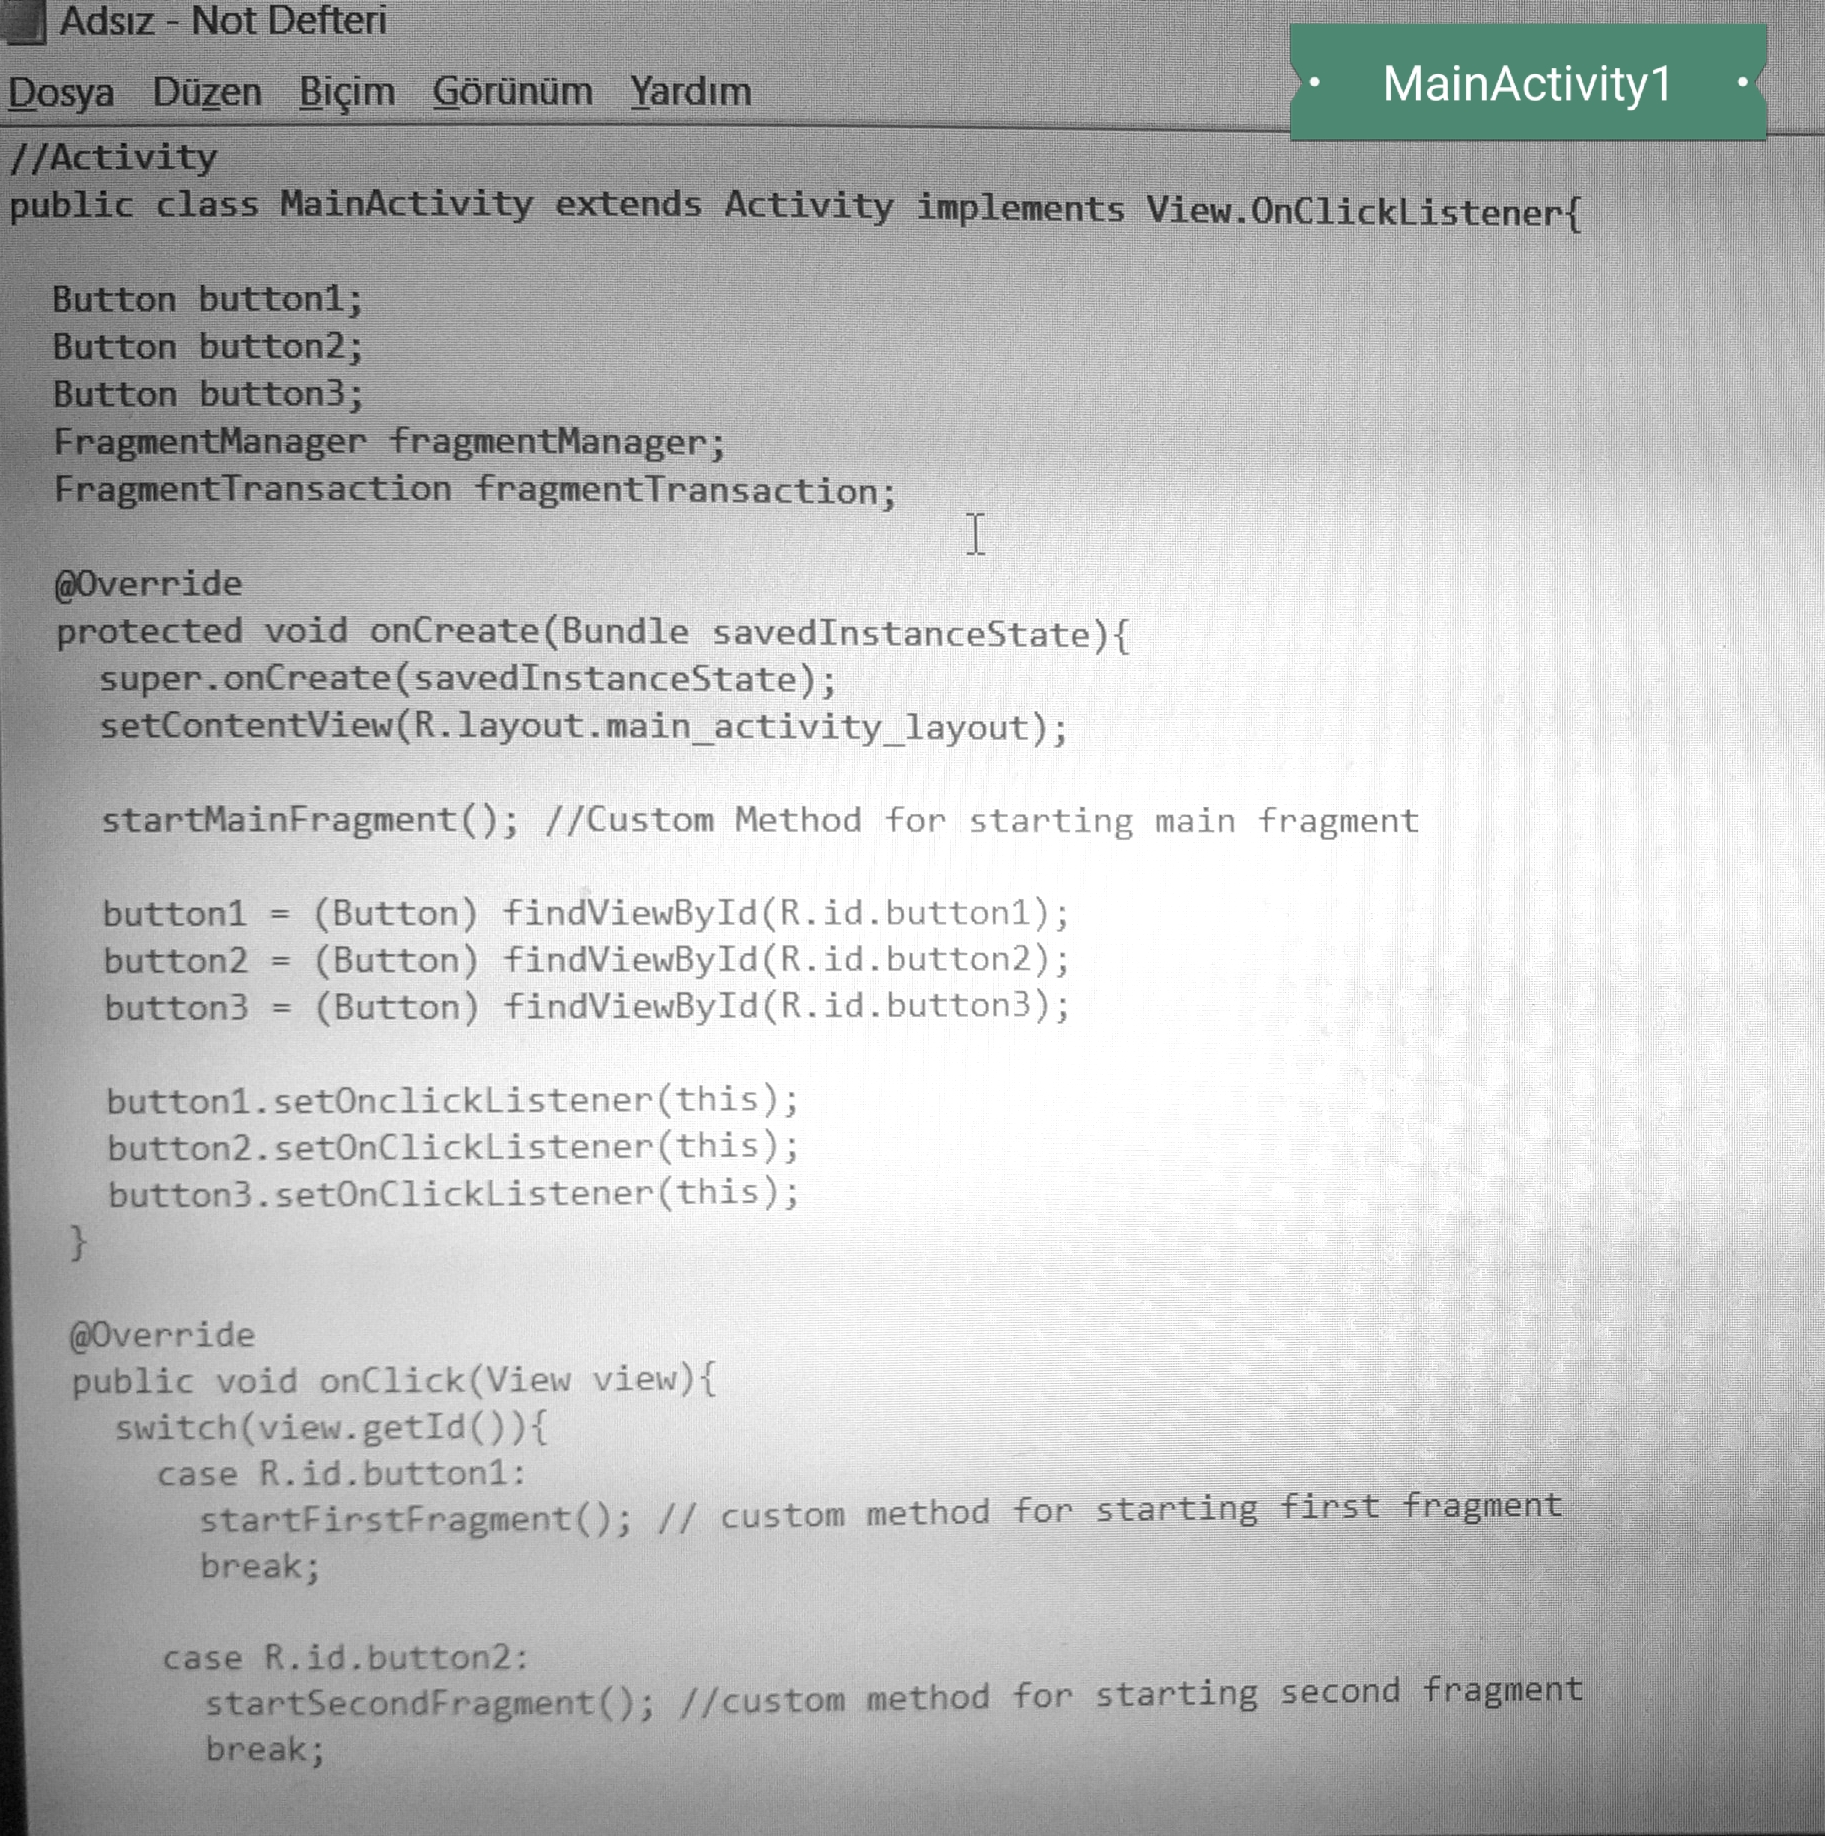 Adsız - Not Defteri
MainActivity1
Dosya Düzen Biçim Görünüm Yardım
//Activity
public class MainActivity extends Activity implements View.OnClickListener{
Button button1;
Button button2;
Button button3;
FragmentManager fragmentManager;
FragmentTransaction fragmentTransaction;
@Override
protected void onCreate(Bundle savedInstanceState){
super.onCreate(savedInstanceState);
setContentView(R.layout.main_activity_layout);
startMainFragment(); //Custom Method for starting main fragment
button1 = (Button) findViewById(R.id.button1);
button2 = (Button) findViewById(R.id.button2);
button3 = (Button) findViewById(R.id.button3);
button1.setOnclickListener(this);
button2.setOnClickListener(this);
button3.setOnClickListener(this);
}
@Override
public void onClick(View view){
switch(view.getId()){
case R.id.button1:
startFirstFragment(); // custom method for starting first fragment
break;
case R.id.button2:
startSecondFragment(); //custom method for starting second fragment
break;